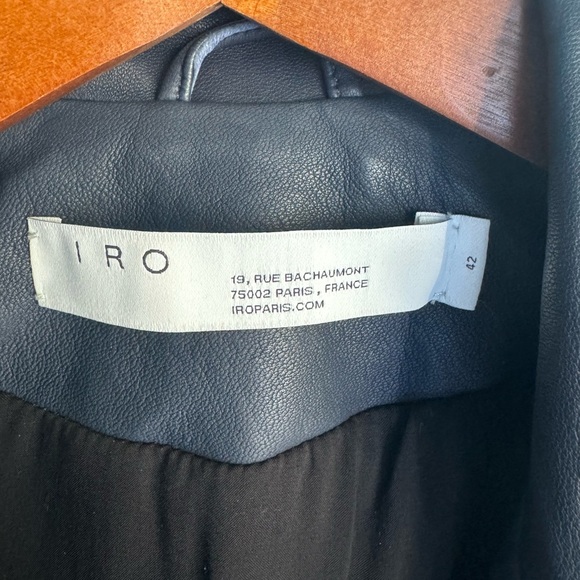 IRO
19, RUE BACHAUMONT
75002 PARIS, FRANCE
IROPARIS.COM
42